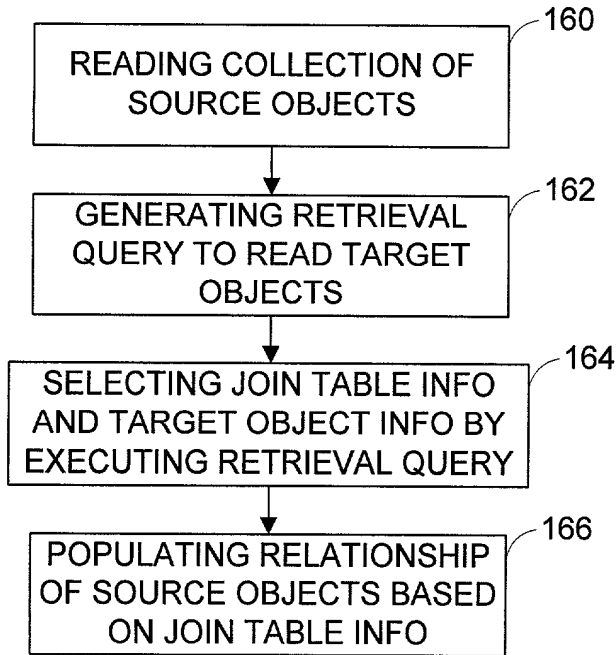 160
READING COLLECTION OF
SOURCE OBJECTS
162
GENERATING RETRIEVAL
QUERY TO READ TARGET
OBJECTS
164
SELECTING JOIN TABLE INFO
AND TARGET OBJECT INFO BY
EXECUTING RETRIEVAL QUERY
166
POPULATING RELATIONSHIP
OF SOURCE OBJECTS BASED
ON JOIN TABLE INFO